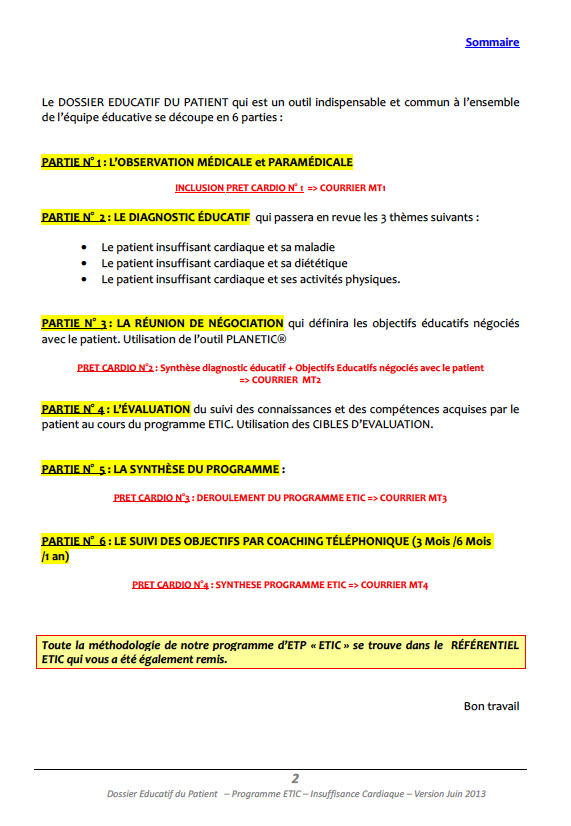 Sommaire
Le DOSSIER EDUCATIF DU PATIENT qui est un outil indispensable et commun à l'ensemble
de l'équipe éducative se découpe en 6 parties :
PARTIE N° 1 : L'OBSERVATION MÉDICALE et PARAMÉDICALE
INCLUSION PRET CARDIO N° 1 => COURRIER MT1
PARTIE N° 2 : LE DIAGNOSTIC ÉDUCATIF qui passera en revue les 3 thèmes suivants :
• Le patient insuffisant cardiaque et sa maladie
• Le patient insuffisant cardiaque et sa diététique
• Le patient insuffisant cardiaque et ses activités physiques.
PARTIE N° 3 : LA RÉUNION DE NÉGOCIATION qui définira les objectifs éducatifs négociés
avec le patient. Utilisation de l'outil PLANETIC®
PRET CARDIO N°2 : Synthèse diagnostic éducatif + Objectifs Educatifs négociés avec le patient
=> COURRIER MT2
PARTIE N° 4 : L'ÉVALUATION du suivi des connaissances et des compétences acquises par le
patient au cours du programme ETIC. Utilisation des CIBLES D'EVALUATION.
PARTIE N° 5 : LA SYNTHÈSE DU PROGRAMME :
PRET CARDIO N°3 : DEROULEMENT DU PROGRAMME ETIC => COURRIER MT3
PARTIE N° 6 : LE SUIVI DES OBJECTIFS PAR COACHING TÉLÉPHONIQUE (3 Mois /6 Mois
/1 an)
PRET CARDIO N°4 : SYNTHESE PROGRAMME ETIC => COURRIER MT4
Toute la méthodologie de notre programme d'ETP « ETIC » se trouve dans le RÉFÉRENTIEL
ETIC qui vous a été également remis.
Bon travail
2
Dossier Educatif du Patient – Programme ETIC – Insuffisance Cardiaque – Version Juin 2013